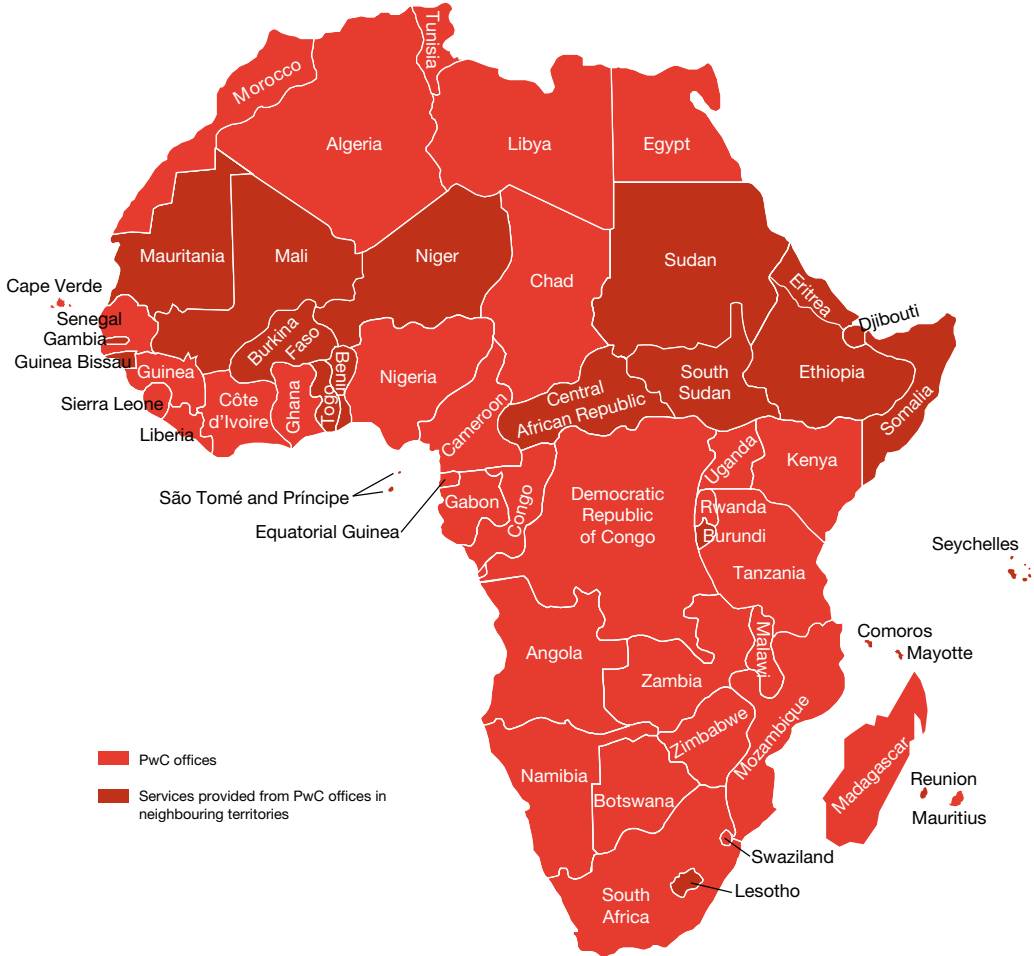 Tunisia
Morocco
Algeria
Libya
Egypt
Mauritania
Mali
Niger
Chad
Sudan
Eritrea
Djibouti
Cape Verde
Senegal
Gambia
Guinea Bissau
Guinea
Sierra Leone
Liberia
Côte
d’Ivoire
Burkina
Faso
Ghana
Togo
Benin
Nigeria
Cameroon
Central
African Republic
South
Sudan
Ethiopia
Somalia
São Tomé and Príncipe
Equatorial Guinea
Gabon
Congo
Democratic
Republic
of Congo
Uganda
Kenya
Rwanda
Burundi
Tanzania
Seychelles
Comoros
Mayotte
Angola
Zambia
Malawi
Mozambique
Zimbabwe
Namibia
Botswana
Madagascar
Reunion
Mauritius
Swaziland
Lesotho
South
Africa
PwC offices
Services provided from PwC offices in
neighbouring territories